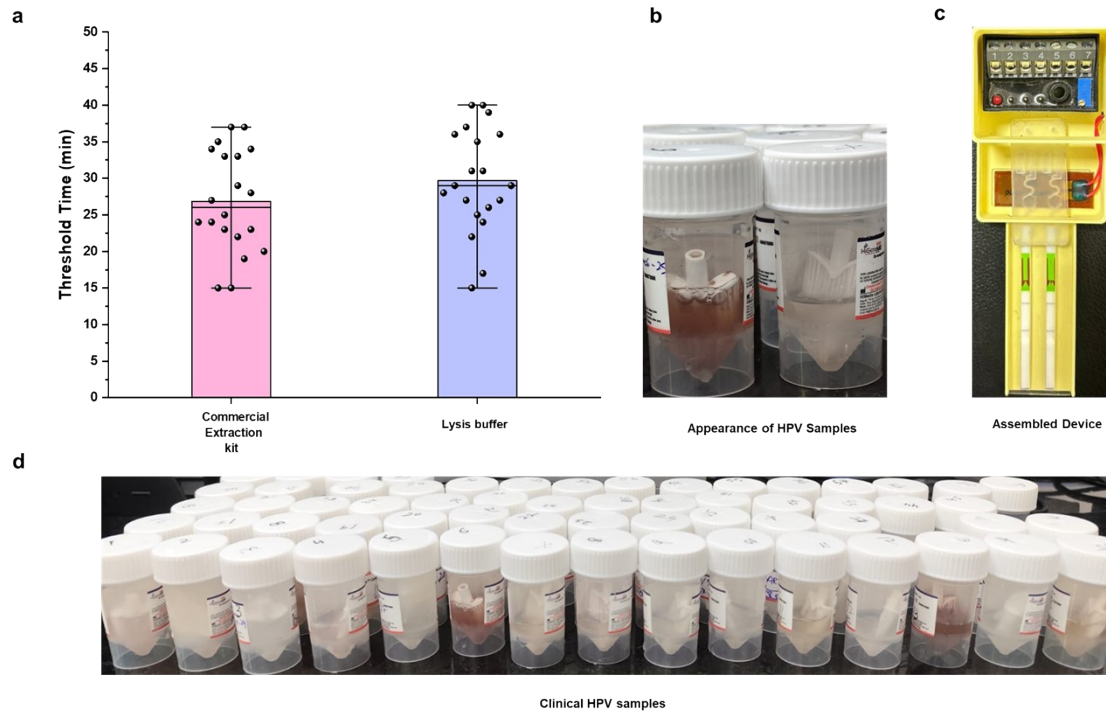 a
50
45
40
35
30
25
20
15
10
5
0
Threshold Time (min)
Commercial
Extraction
kit
Lysis buffer
b
Appearance of HPV Samples
c
1 2 3 4 5 6 7
Assembled Device
d
Clinical HPV samples